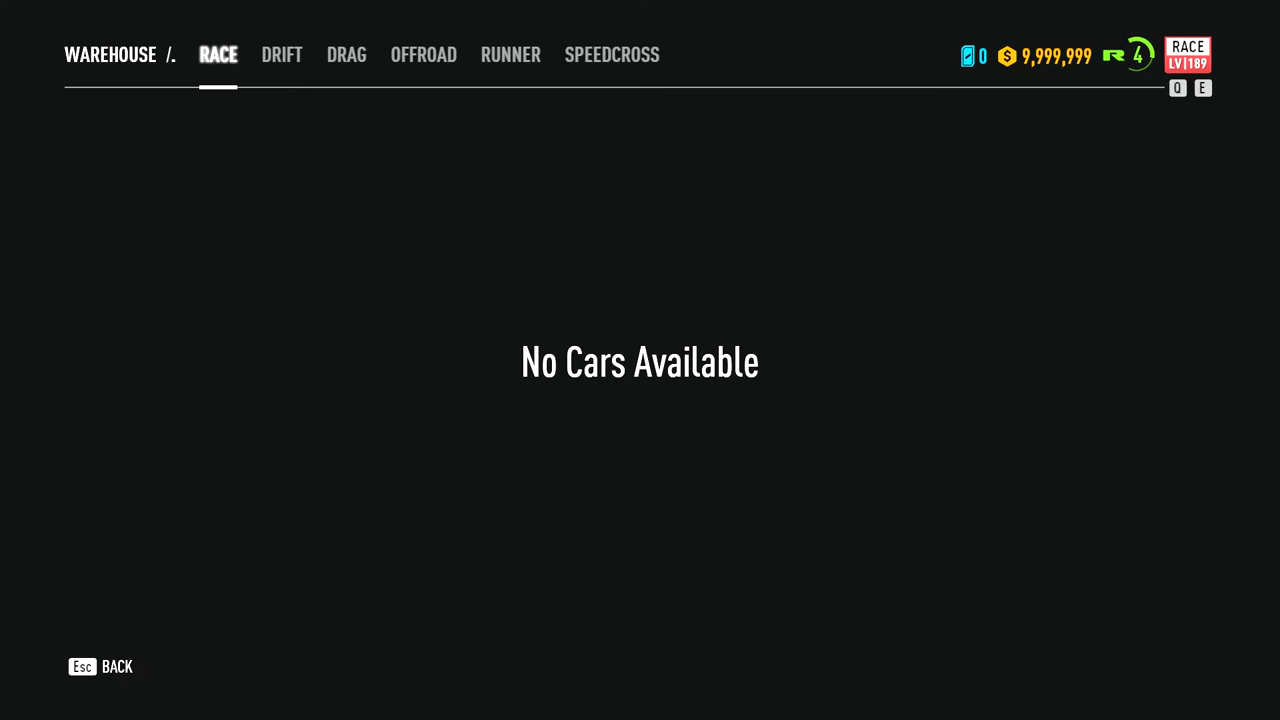 WAREHOUSE /. RACE DRIFT DRAG OFFROAD RUNNER SPEEDCROSS 0 $ 9,999,999 R 4 RACE
LV|189
Q E
No Cars Available
Esc BACK